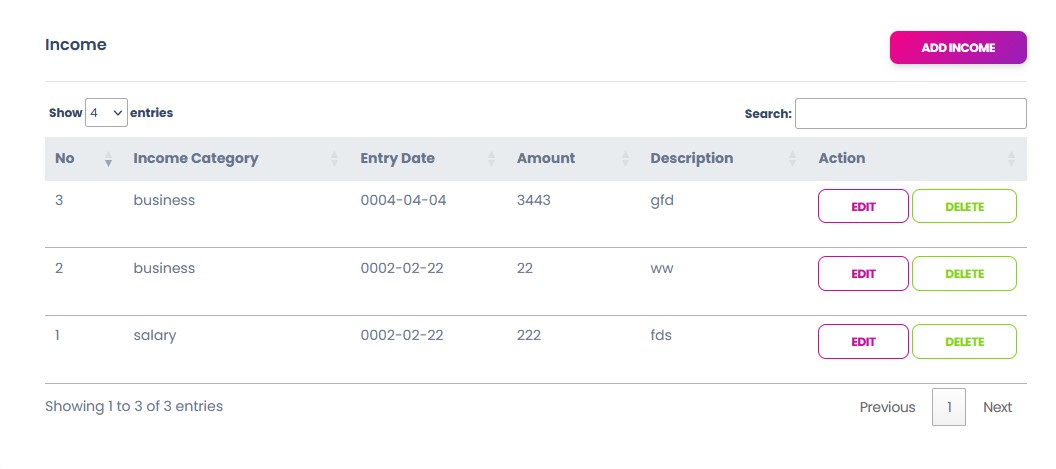 Income
ADD INCOME
Show 4 entries
Search:
No Income Category Entry Date Amount Description Action
3 business 0004-04-04 3443 gfd EDIT DELETE
2 business 0002-02-22 22 ww EDIT DELETE
1 salary 0002-02-22 222 fds EDIT DELETE
Showing 1 to 3 of 3 entries
Previous 1 Next